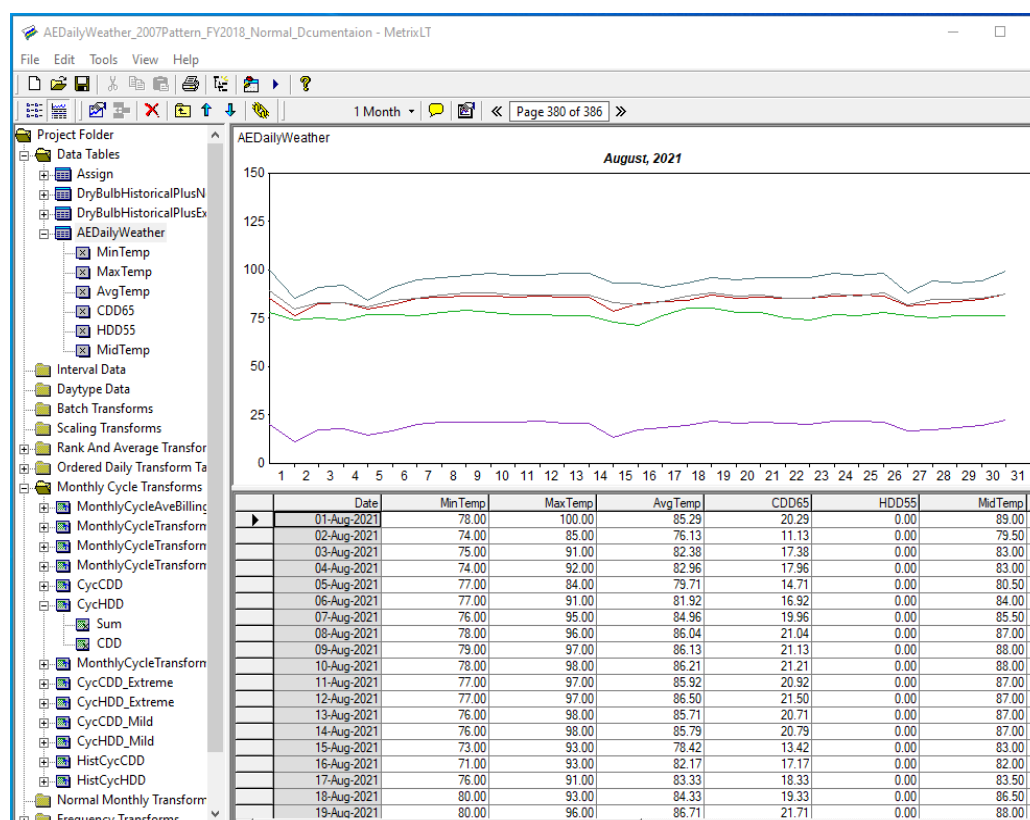 AEDailyWeather_2007Pattern_FY2018_Normal_Dcumentaion - MetrixLT
File Edit Tools View Help
1 Month Page 380 of 386
Project Folder
Data Tables
Assign
DryBulbHistoricalPlusN
DryBulbHistoricalPlusEx
AEDailyWeather
MinTemp
MaxTemp
AvgTemp
CDD65
HDD55
MidTemp
Interval Data
Daytype Data
Batch Transforms
Scaling Transforms
Rank And Average Transfor
Ordered Daily Transform Ta
Monthly Cycle Transforms
MonthlyCycleAveBilling
MonthlyCycleTransform
MonthlyCycleTransform
MonthlyCycleTransform
CycCDD
CycHDD
Sum
CDD
MonthlyCycleTransform
CycCDD_Extreme
CycHDD_Extreme
CycCDD_Mild
CycHDD_Mild
HistCycCDD
HistCycHDD
Normal Monthly Transform
Frequency Transforms
AEDailyWeather
August, 2021
150
125
100
75
50
25
0
1 2 3 4 5 6 7 8 9 10 11 12 13 14 15 16 17 18 19 20 21 22 23 24 25 26 27 28 29 30 31
Date MinTemp MaxTemp AvgTemp CDD65 HDD55 MidTemp
01-Aug-2021 78.00 100.00 85.29 20.29 0.00 89.00
02-Aug-2021 74.00 85.00 76.13 11.13 0.00 79.50
03-Aug-2021 75.00 91.00 82.38 17.38 0.00 83.00
04-Aug-2021 74.00 92.00 82.96 17.96 0.00 83.00
05-Aug-2021 77.00 84.00 79.71 14.71 0.00 80.50
06-Aug-2021 77.00 91.00 81.92 16.92 0.00 84.00
07-Aug-2021 76.00 95.00 84.96 19.96 0.00 85.50
08-Aug-2021 78.00 96.00 86.04 21.04 0.00 87.00
09-Aug-2021 79.00 97.00 86.13 21.13 0.00 88.00
10-Aug-2021 78.00 98.00 86.21 21.21 0.00 88.00
11-Aug-2021 77.00 97.00 85.92 20.92 0.00 87.00
12-Aug-2021 77.00 97.00 86.50 21.50 0.00 87.00
13-Aug-2021 76.00 98.00 85.71 20.71 0.00 87.00
14-Aug-2021 76.00 98.00 85.79 20.79 0.00 87.00
15-Aug-2021 73.00 93.00 78.42 13.42 0.00 83.00
16-Aug-2021 71.00 93.00 82.17 17.17 0.00 82.00
17-Aug-2021 76.00 91.00 83.33 18.33 0.00 83.50
18-Aug-2021 80.00 93.00 84.33 19.33 0.00 86.50
19-Aug-2021 80.00 96.00 86.71 21.71 0.00 88.00